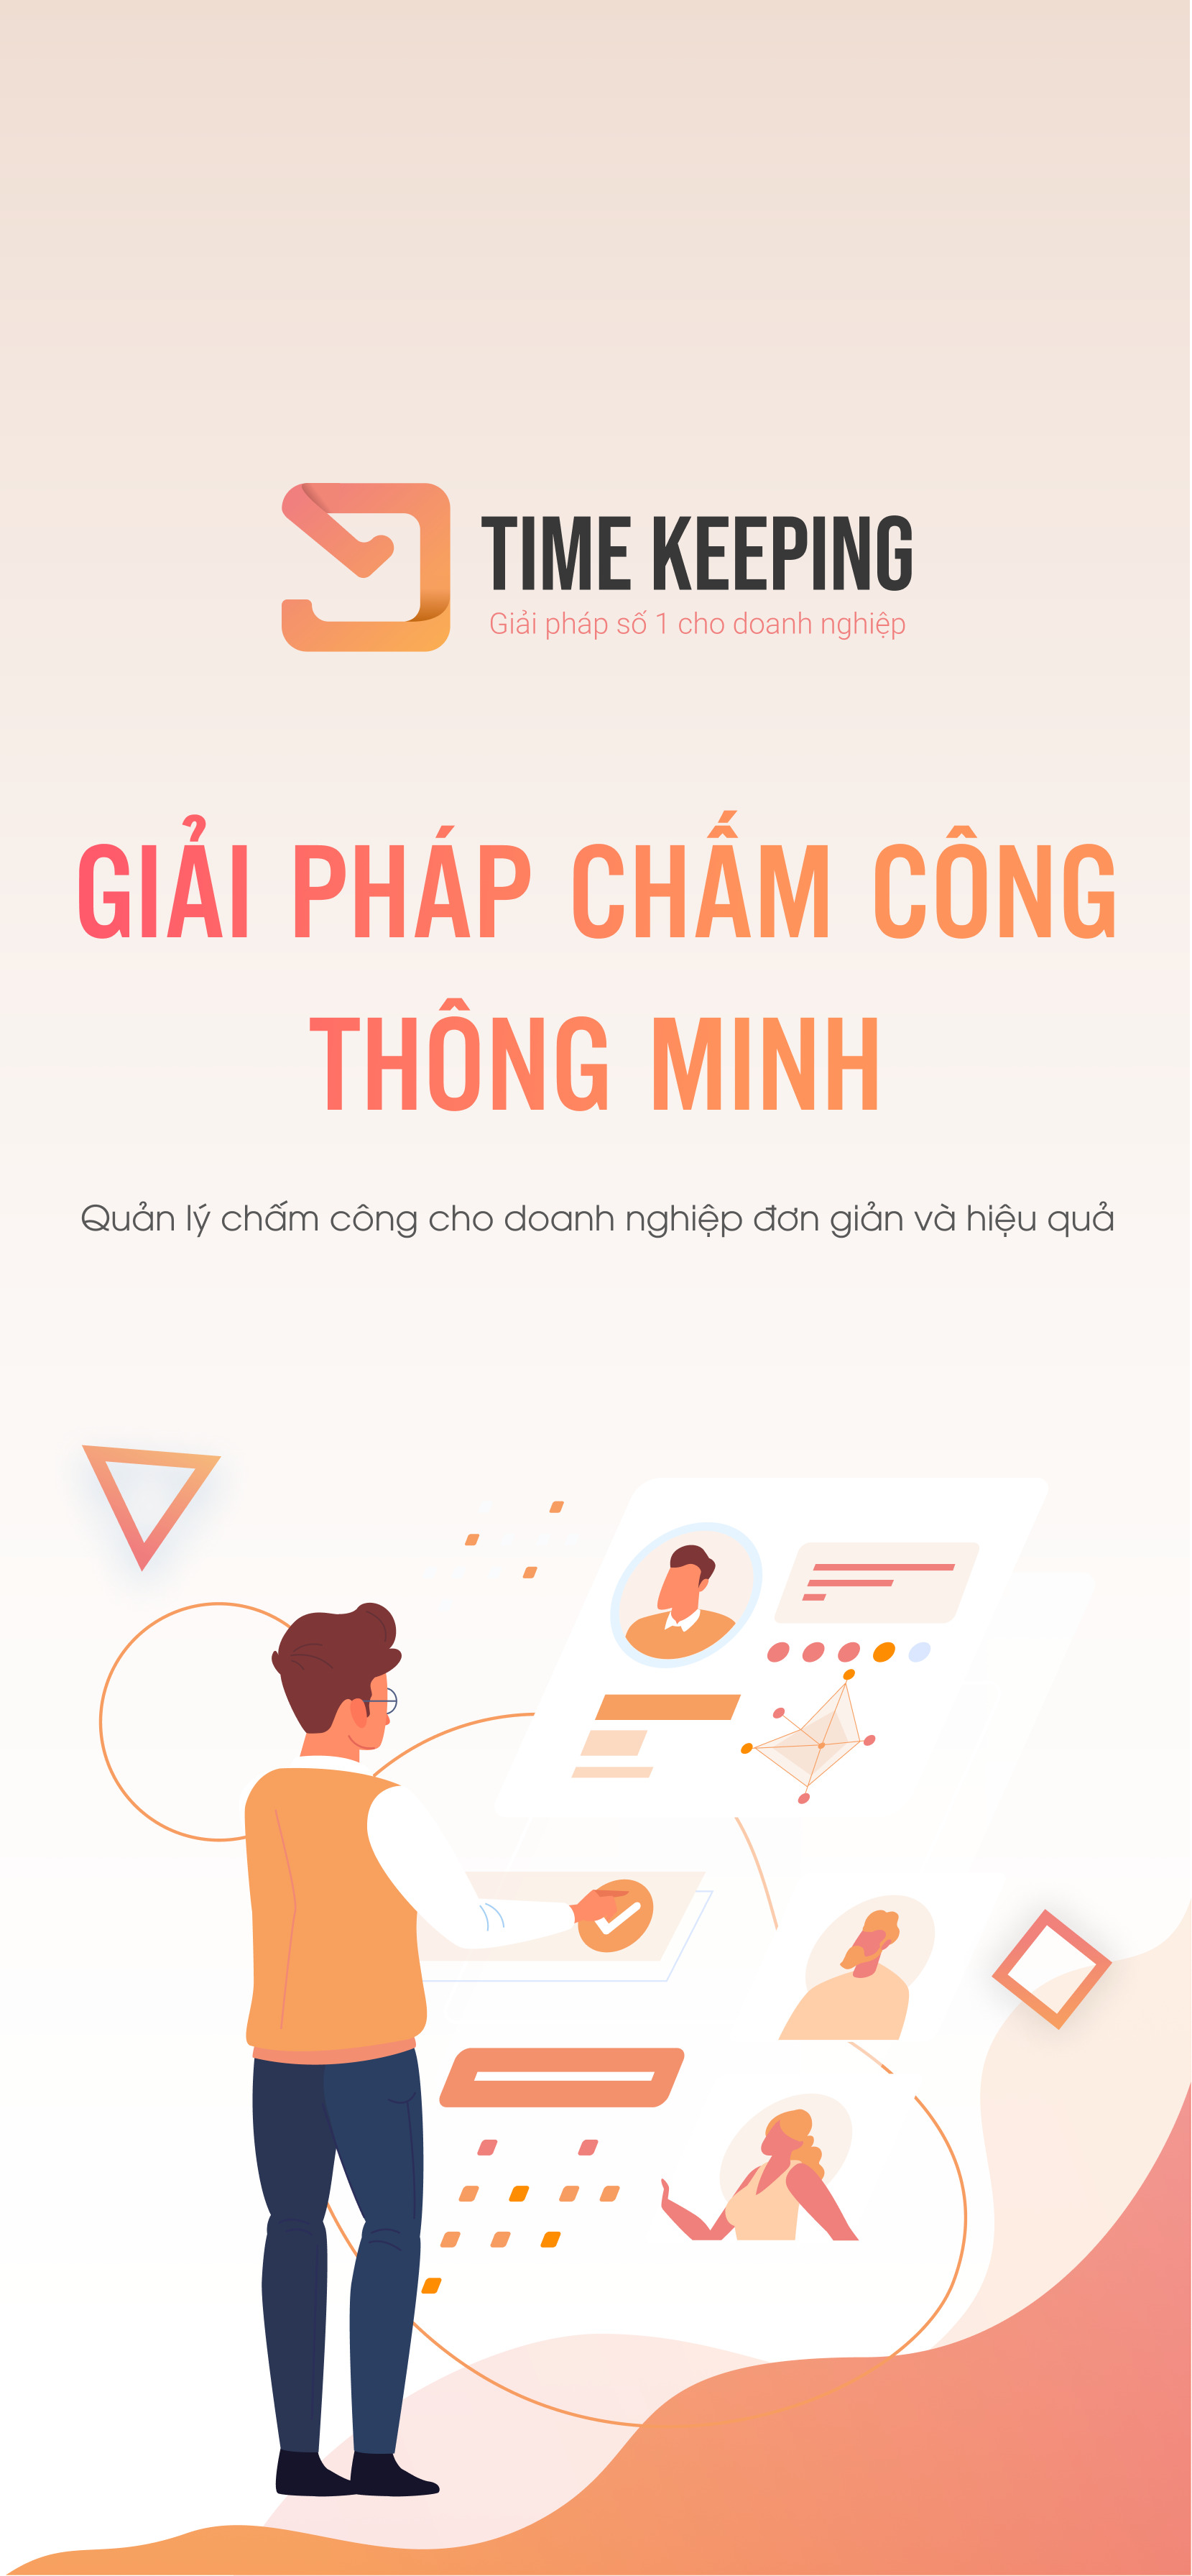 TIME KEEPING
Giải pháp số 1 cho doanh nghiệp
GIẢI PHÁP CHẤM CÔNG
THÔNG MINH
Quản lý chấm công cho doanh nghiệp đơn giản và hiệu quả